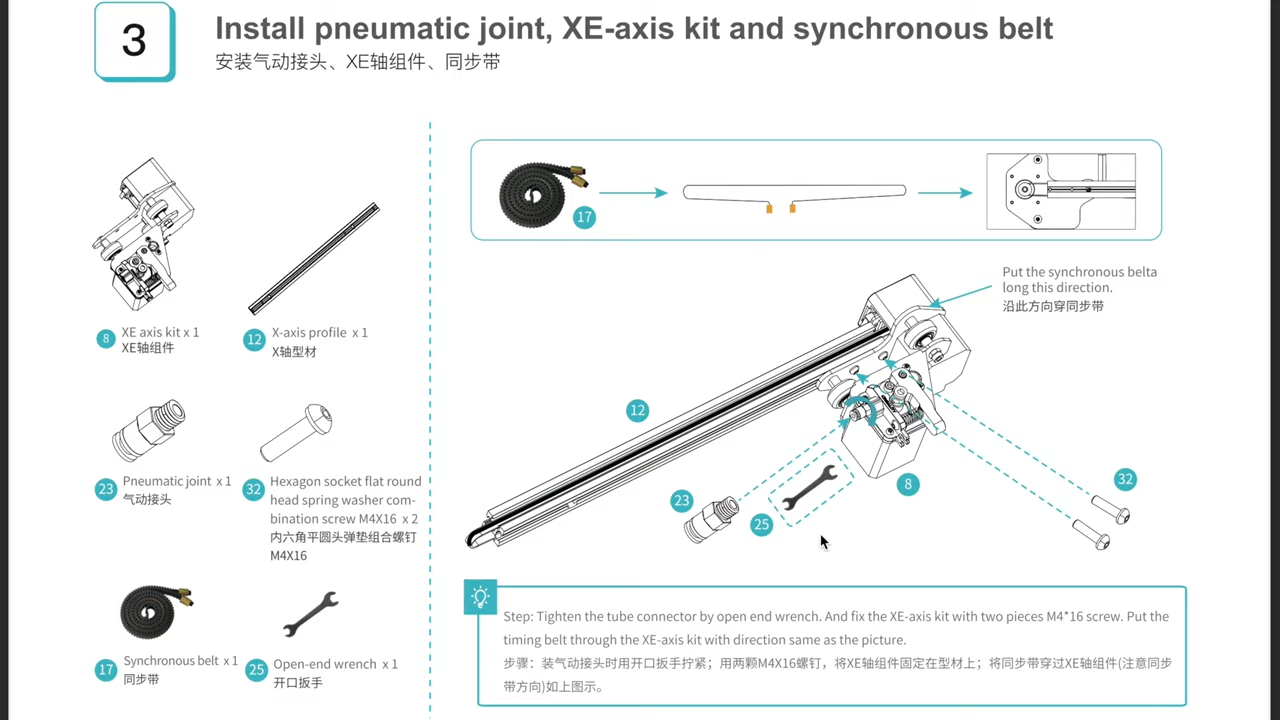 3
Install pneumatic joint, XE-axis kit and synchronous belt
安装气动接头、XE轴组件、同步带
8
XE axis kit x 1
XE轴组件
12
X-axis profile x 1
X轴型材
23
Pneumatic joint x 1
气动接头
32
Hexagon socket flat round
head spring washer com-
bination screw M4X16 x 2
内六角平圆头弹垫组合螺钉
M4X16
17
Synchronous belt x 1
同步带
25
Open-end wrench x 1
开口扳手
17
Put the synchronous belta
long this direction.
沿此方向穿同步带
12
23
25
8
32
Step: Tighten the tube connector by open end wrench. And fix the XE-axis kit with two pieces M4*16 screw. Put the
timing belt through the XE-axis kit with direction same as the picture.
步骤：装气动接头时用开口扳手拧紧；用两颗M4X16螺钉，将XE轴组件固定在型材上；将同步带穿过XE轴组件(注意同步
带方向)如上图示。